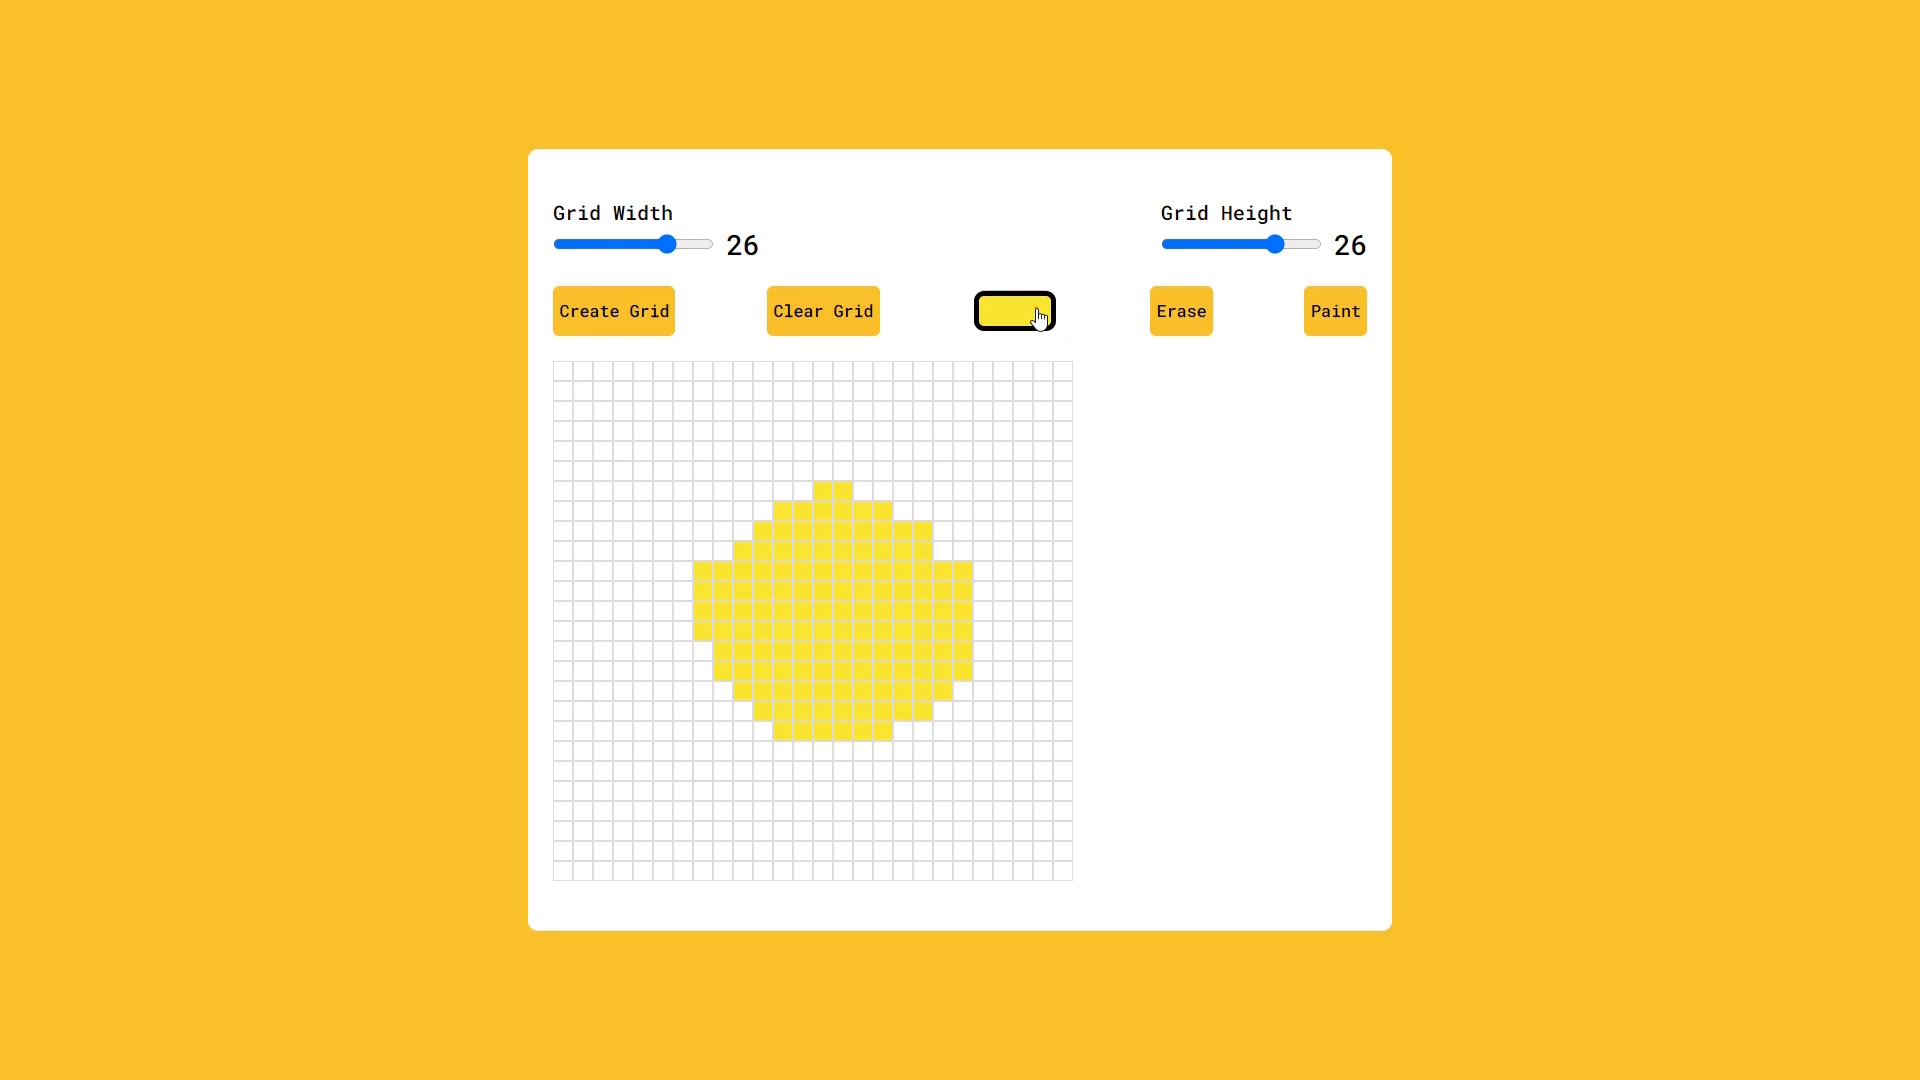 Grid Width
26
Grid Height
26
Create Grid
Clear Grid
Erase
Paint